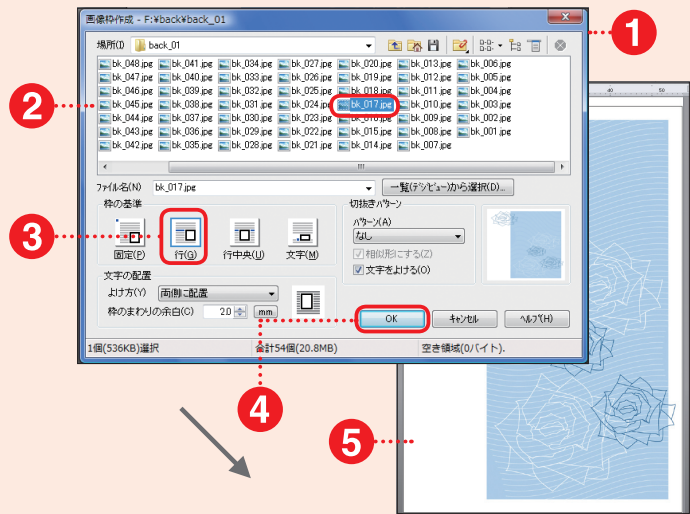 画像枠作成 - F:¥back¥back_01
1
場所(I) back_01
bk_048.jpg bk_041.jpg bk_034.jpg bk_027.jpg bk_020.jpg bk_013.jpg bk_006.jpg
bk_047.jpg bk_040.jpg bk_033.jpg bk_026.jpg bk_019.jpg bk_012.jpg bk_005.jpg
bk_046.jpg bk_039.jpg bk_032.jpg bk_025.jpg bk_018.jpg bk_011.jpg bk_004.jpg
2
bk_045.jpg bk_038.jpg bk_031.jpg bk_024.jpg bk_017.jpg bk_010.jpg bk_003.jpg
bk_044.jpg bk_037.jpg bk_030.jpg bk_023.jpg bk_016.jpg bk_009.jpg bk_002.jpg
bk_043.jpg bk_036.jpg bk_029.jpg bk_022.jpg bk_015.jpg bk_008.jpg bk_001.jpg
bk_042.jpg bk_035.jpg bk_028.jpg bk_021.jpg bk_014.jpg bk_007.jpg
40 50
ファイル名(N) bk_017.jpg 一覧(デジビュー)から選択(D)...
枠の基準
3
固定(P) 行(G) 行中央(U) 文字(M)
切抜きパターン
パターン(A)
なし
相似形にする(Z)
文字をよける(O)
文字の配置
よけ方(Y) 両側に配置
枠のまわりの余白(C) 2.0 mm
OK キャンセル ヘルプ(H)
1個(536KB)選択 合計54個(20.8MB) 空き領域(0バイト).
4
5